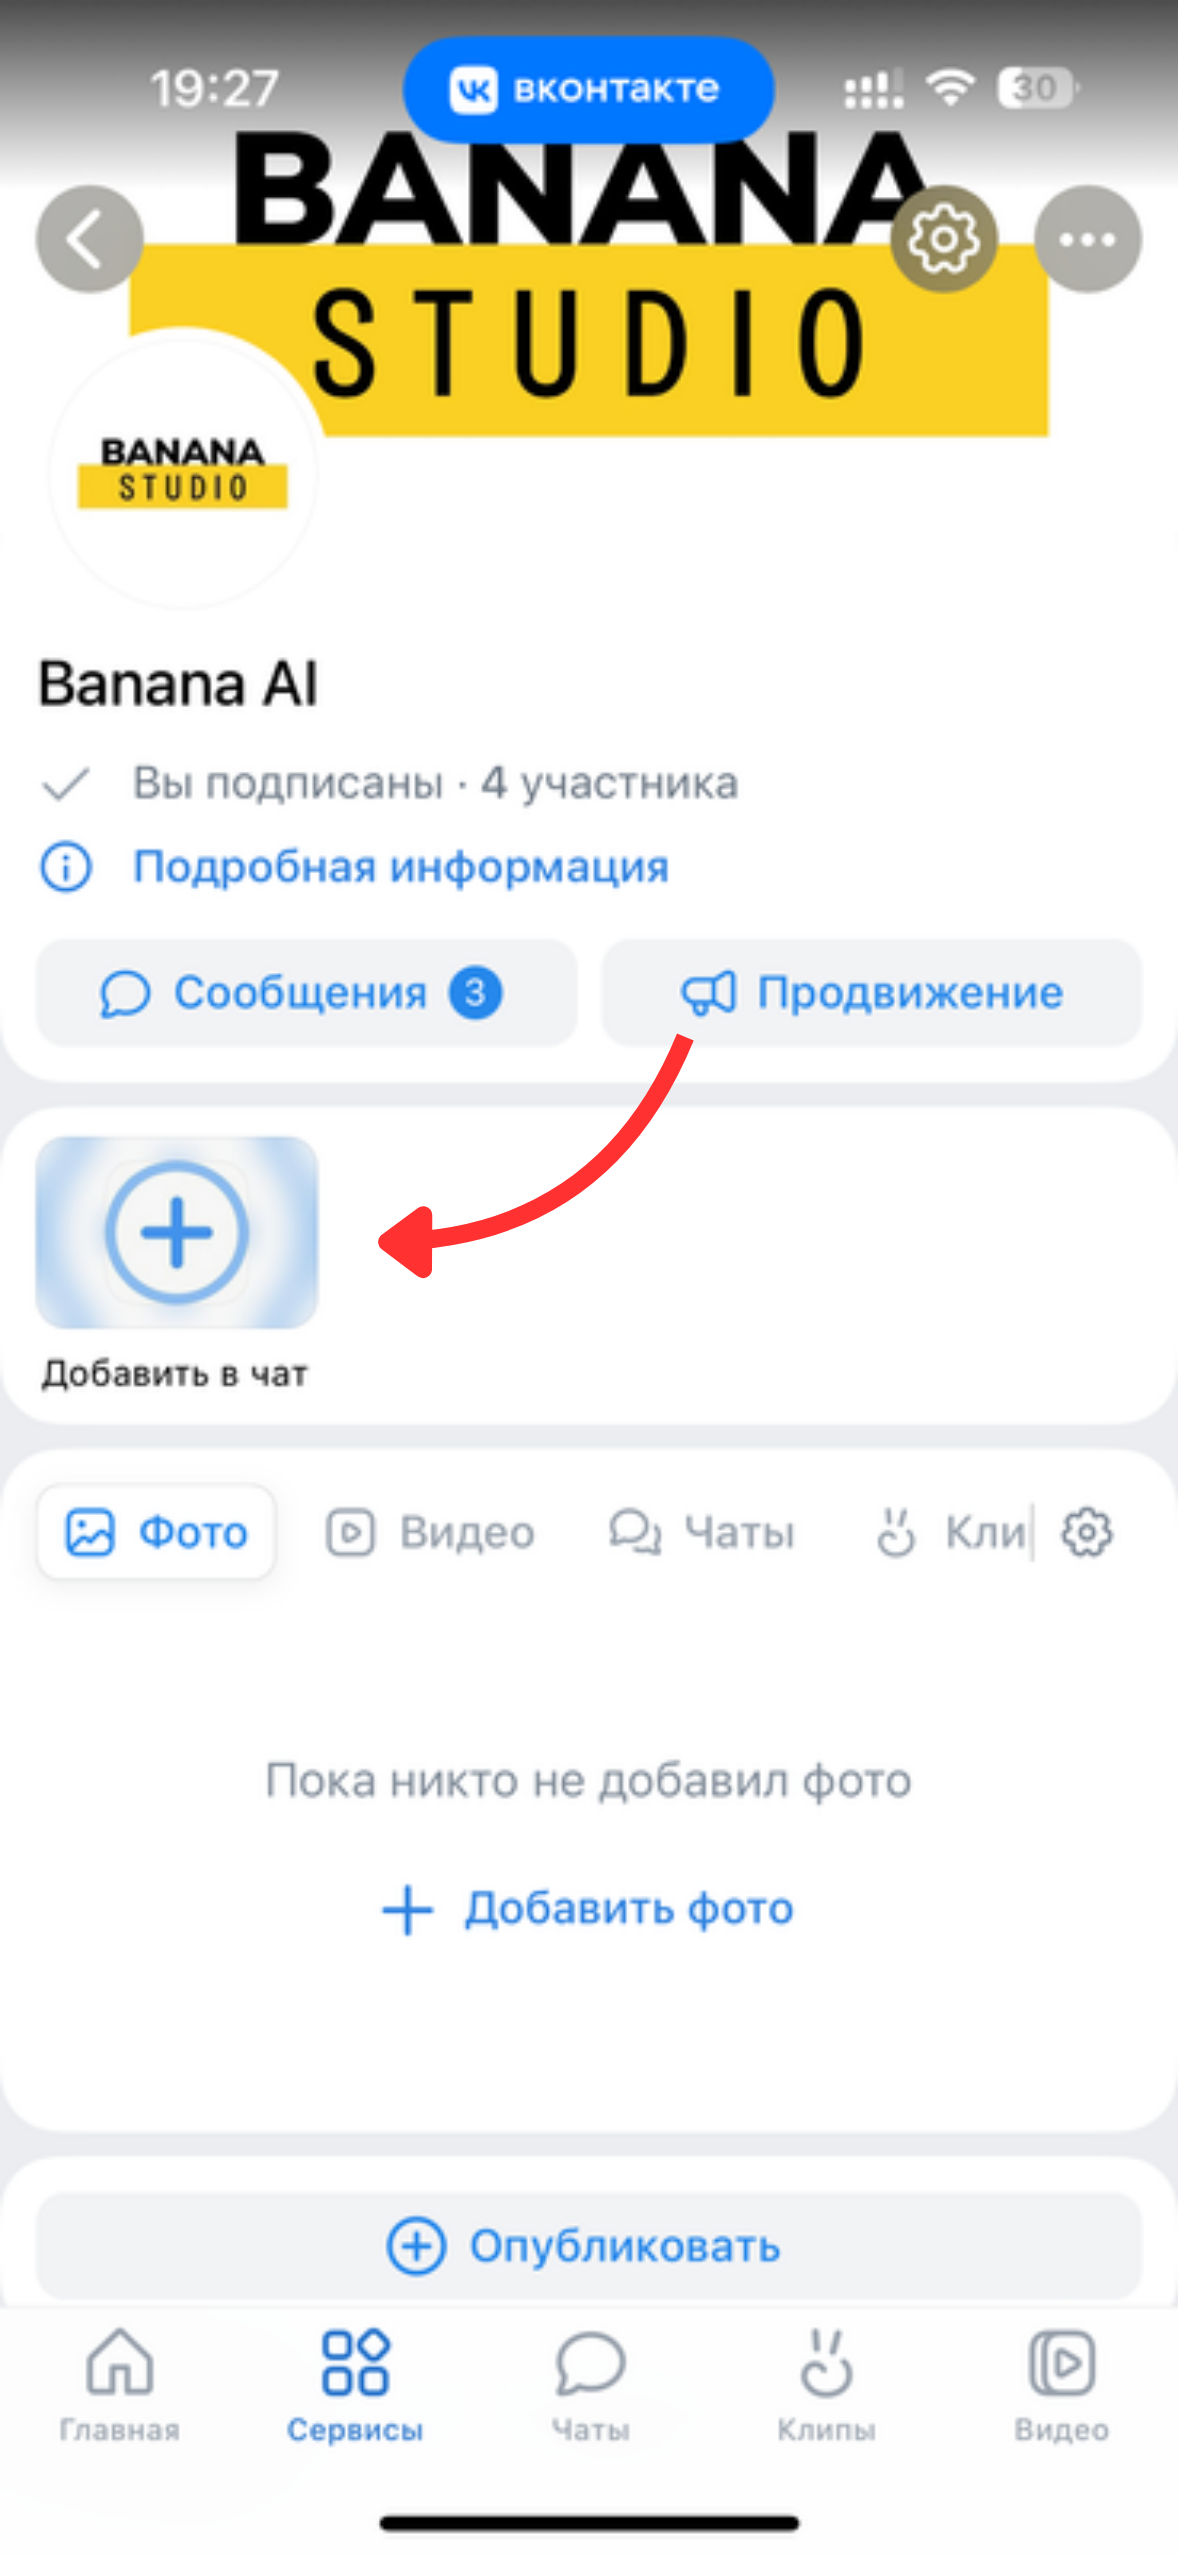 19:27
вконтакте
30
BANANA
STUDIO
BANANA
STUDIO
Banana AI
Вы подписаны · 4 участника
Подробная информация
Сообщения 3
Продвижение
Добавить в чат
Фото Видео Чаты Кли
Пока никто не добавил фото
+ Добавить фото
Опубликовать
Главная Сервисы Чаты Клипы Видео